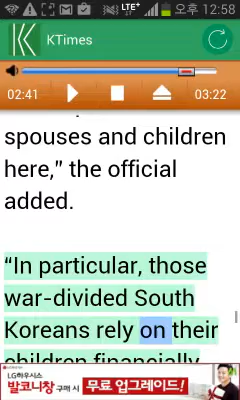 LTE 오후 12:58
K KTimes
02:41 03:22
spouses and children
here," the official
added.
“In particular, those
war-divided South
Koreans rely on their
children financially
LG하우시스
발코니창 구매 시 무료 업그레이드!